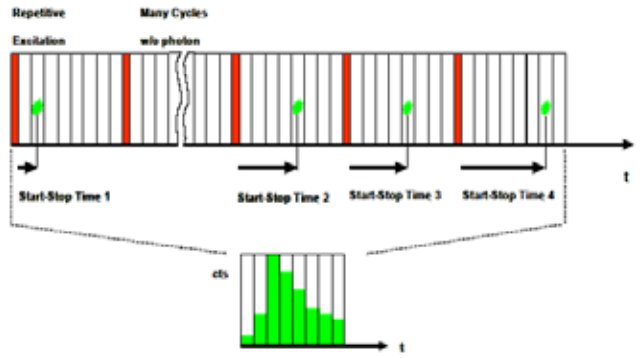 Repetitive
Excitation
Many Cycles
w/o photon
t
Start-Stop Time 1
Start-Stop Time 2
Start-Stop Time 3
Start-Stop Time 4
cts
t